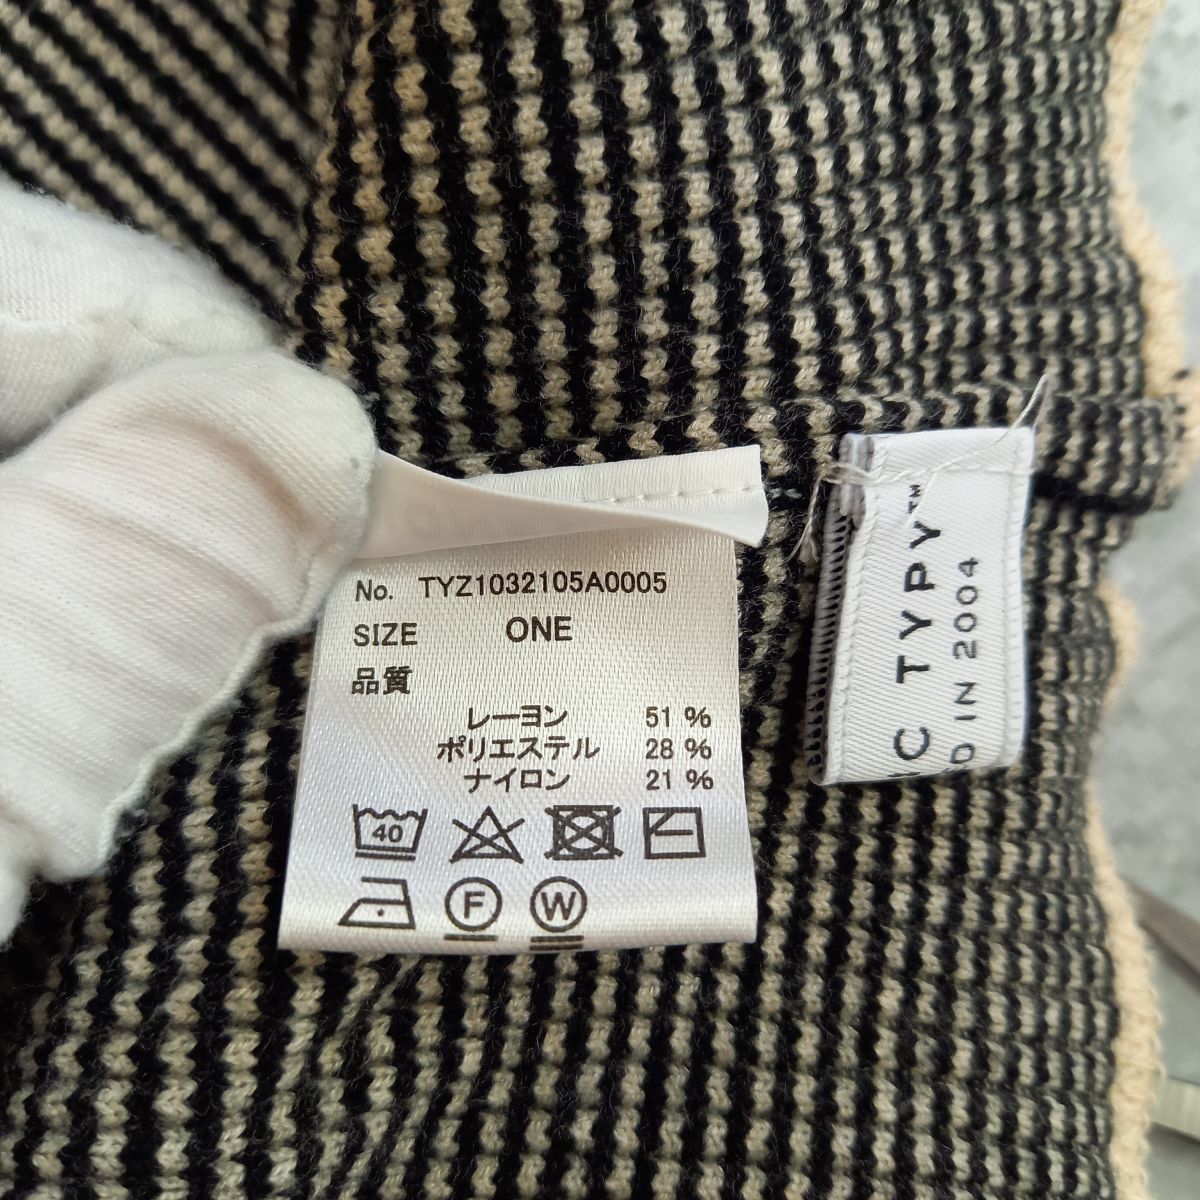 No. TYZ1032105A0005
SIZE ONE
品質
レーヨン 51 %
ポリエステル 28 %
ナイロン 21 %
40
F W
C TYPY™
D IN 2004